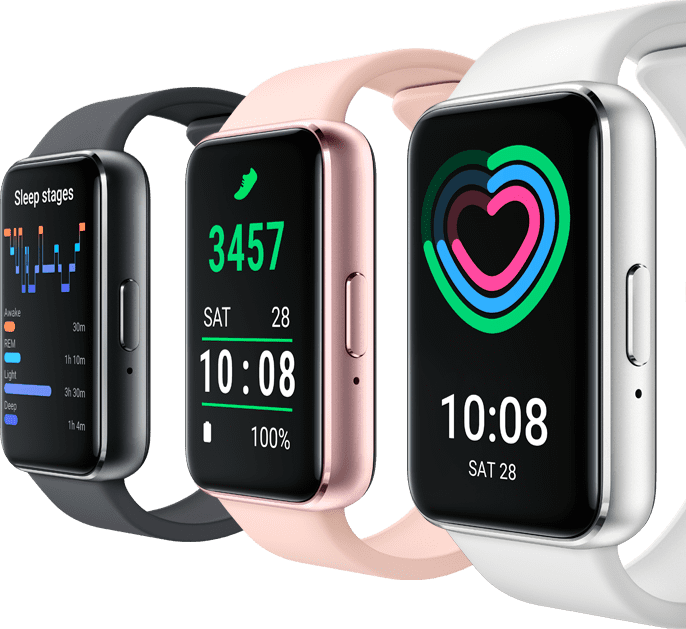 Sleep stages
Awake
30m
REM
1h 10m
Light
3h 30m
Deep
1h 4m
3457
SAT 28
10:08
100%
10:08
SAT 28